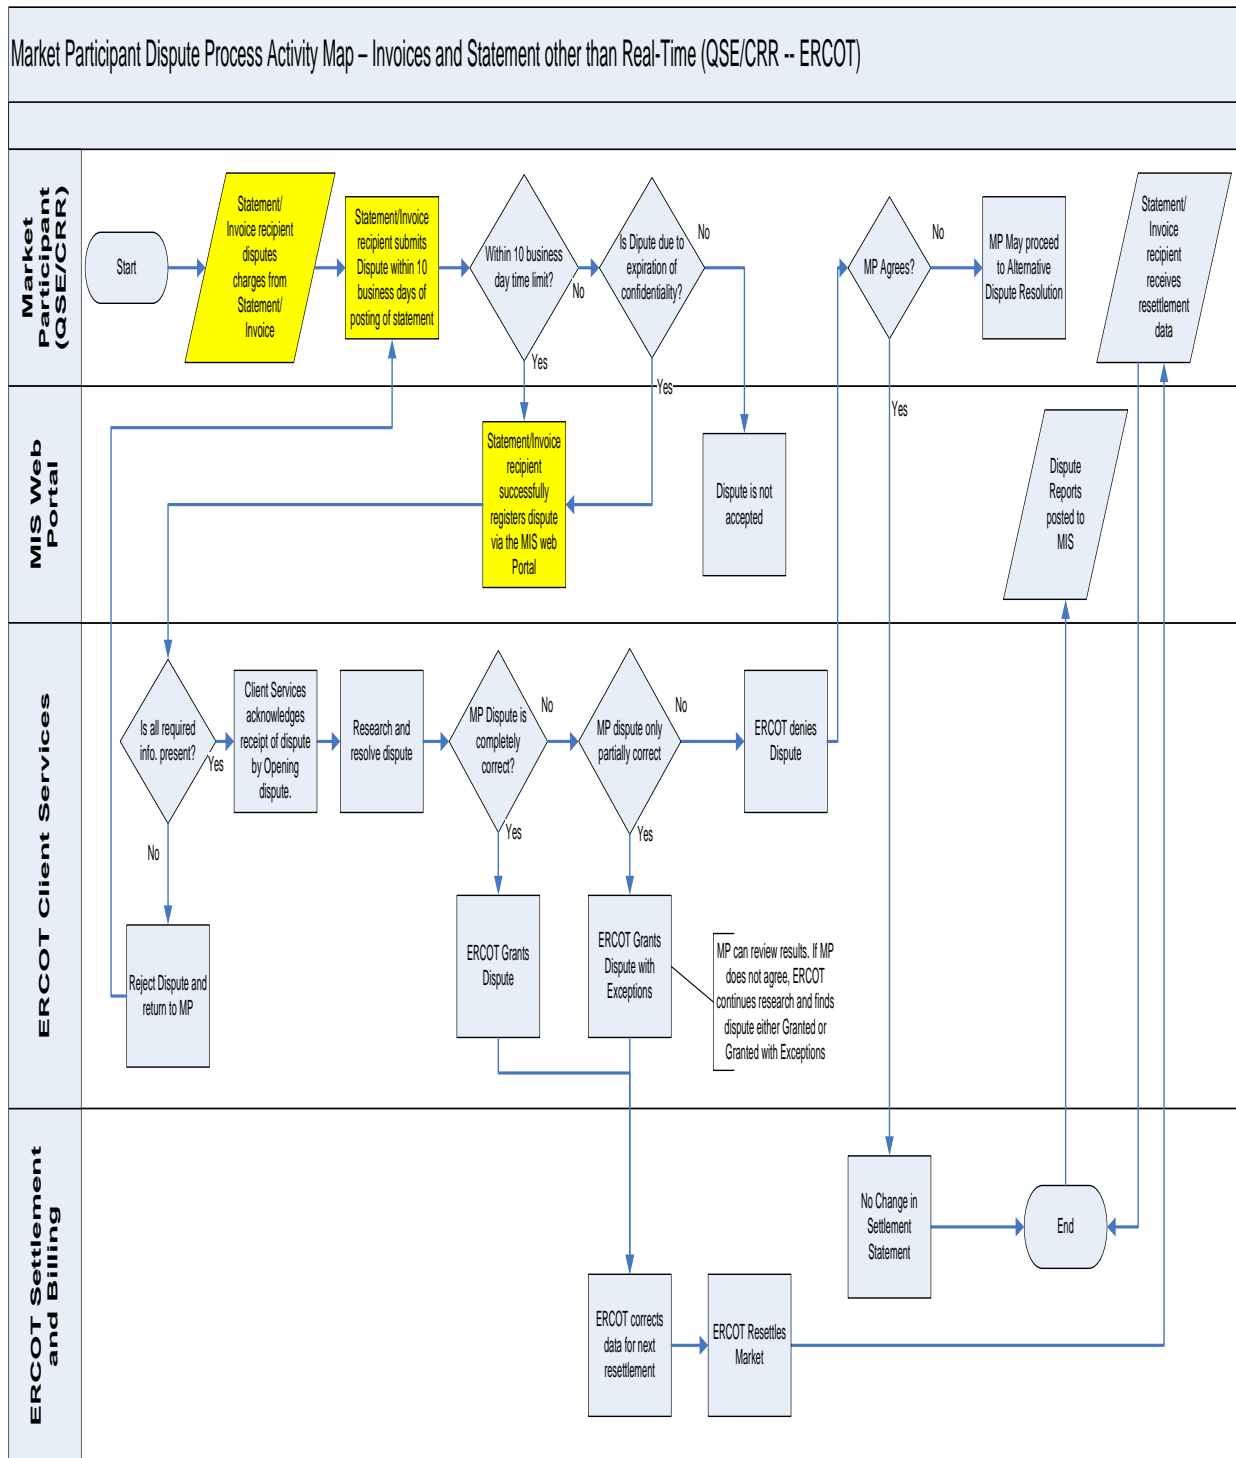 Market Participant Dispute Process Activity Map – Invoices and Statement other than Real-Time (QSE/CRR -- ERCOT)
Market
Participant
(QSE/CRR)
Start
Statement/
Invoice recipient
disputes
charges from
Statement/
Invoice
Statement/Invoice
recipient submits
Dispute within 10
business days of
posting of statement
Within 10 business
day time limit?
No
Yes
Is Dipute due to
expiration of
confidentiality?
No
Yes
MP Agrees?
No
Yes
MP May proceed
to Alternative
Dispute Resolution
Statement/
Invoice
recipient
receives
resettlement
data
MIS Web
Portal
Statement/Invoice
recipient
successfully
registers dispute
via the MIS web
Portal
Dispute is not
accepted
Dispute
Reports
posted to
MIS
ERCOT Client Services
Is all required
info. present?
Yes
No
Client Services
acknowledges
receipt of dispute
by Opening
dispute.
Research and
resolve dispute
MP Dispute is
completely
correct?
No
Yes
MP dispute only
partially correct
No
Yes
ERCOT denies
Dispute
Reject Dispute and
return to MP
ERCOT Grants
Dispute
ERCOT Grants
Dispute with
Exceptions
MP can review results. If MP
does not agree, ERCOT
continues research and finds
dispute either Granted or
Granted with Exceptions
ERCOT Settlement
and Billing
No Change in
Settlement
Statement
End
ERCOT corrects
data for next
resettlement
ERCOT Resettles
Market